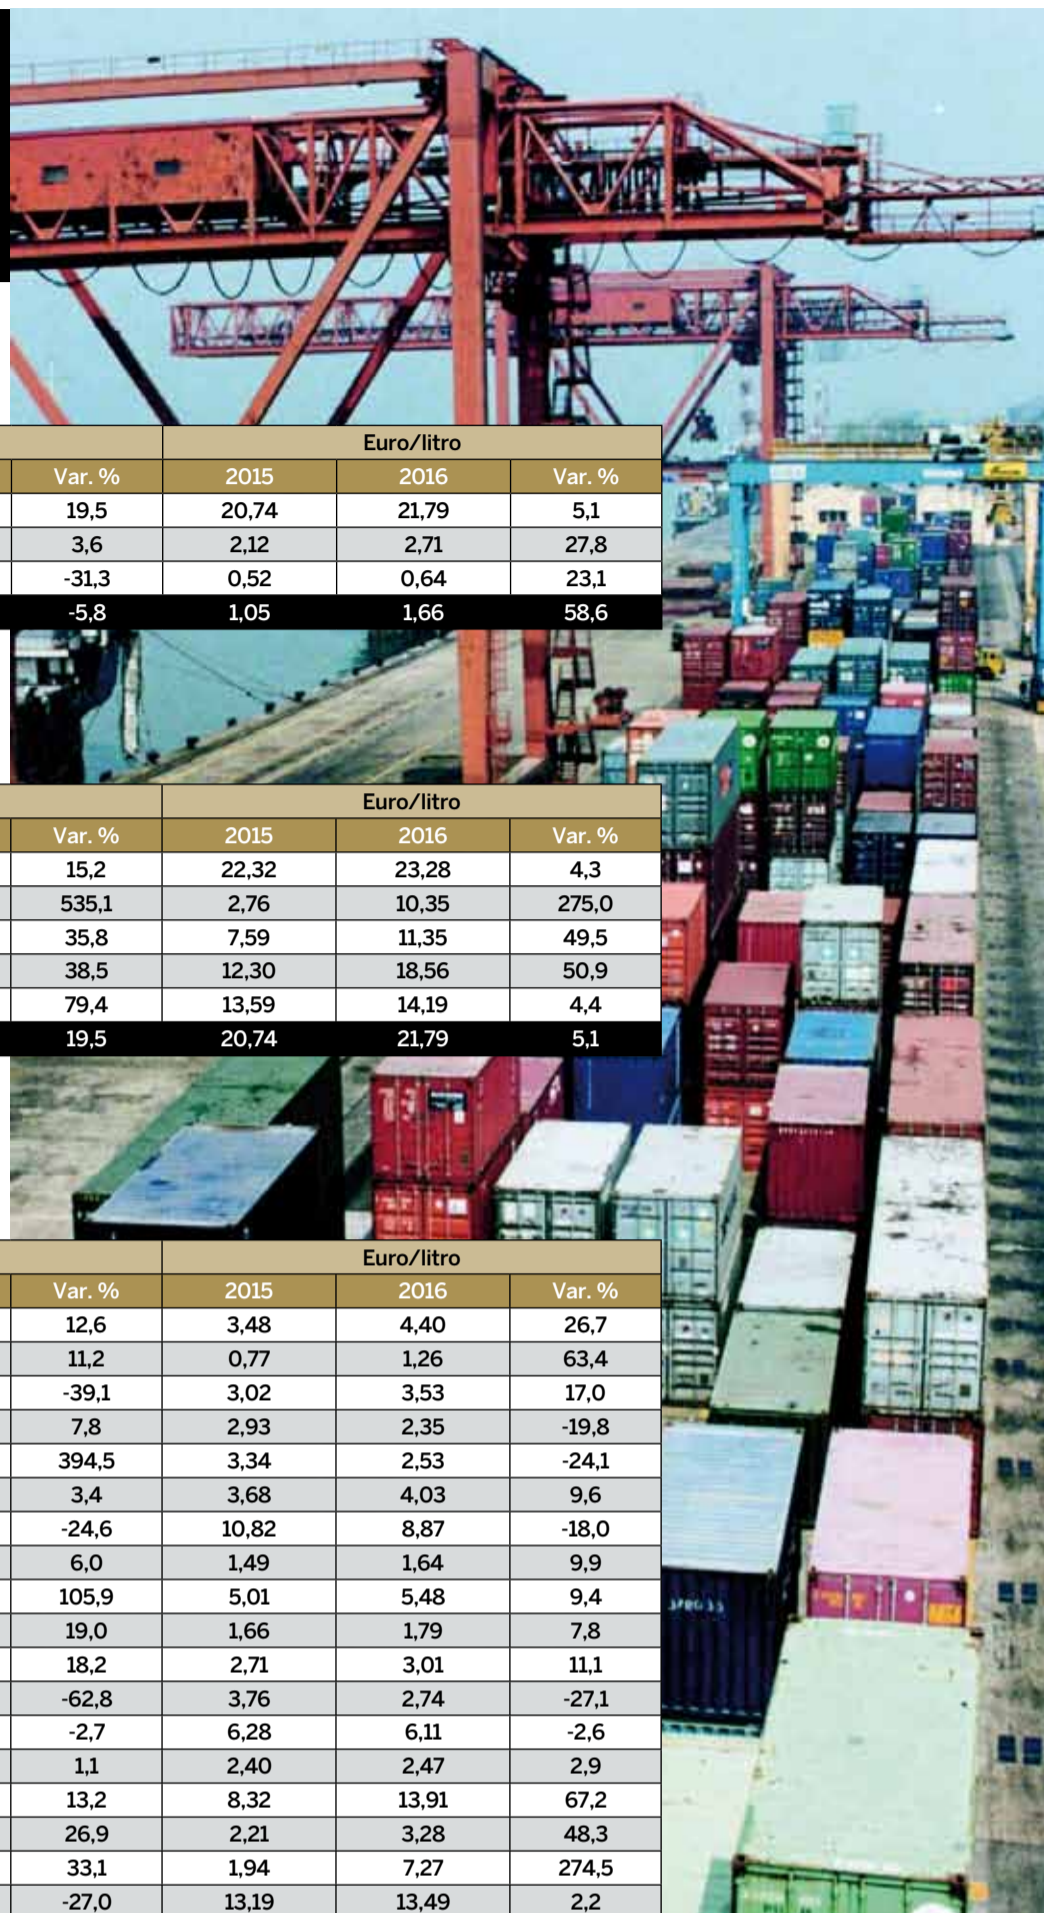 Euro/litro
Var. % 2015 2016 Var. %
19,5 20,74 21,79 5,1
3,6 2,12 2,71 27,8
-31,3 0,52 0,64 23,1
-5,8 1,05 1,66 58,6
Euro/litro
Var. % 2015 2016 Var. %
15,2 22,32 23,28 4,3
535,1 2,76 10,35 275,0
35,8 7,59 11,35 49,5
38,5 12,30 18,56 50,9
79,4 13,59 14,19 4,4
19,5 20,74 21,79 5,1
Euro/litro
Var. % 2015 2016 Var. %
12,6 3,48 4,40 26,7
11,2 0,77 1,26 63,4
-39,1 3,02 3,53 17,0
7,8 2,93 2,35 -19,8
394,5 3,34 2,53 -24,1
3,4 3,68 4,03 9,6
-24,6 10,82 8,87 -18,0
6,0 1,49 1,64 9,9
105,9 5,01 5,48 9,4
19,0 1,66 1,79 7,8
18,2 2,71 3,01 11,1
-62,8 3,76 2,74 -27,1
-2,7 6,28 6,11 -2,6
1,1 2,40 2,47 2,9
13,2 8,32 13,91 67,2
26,9 2,21 3,28 48,3
33,1 1,94 7,27 274,5
-27,0 13,19 13,49 2,2